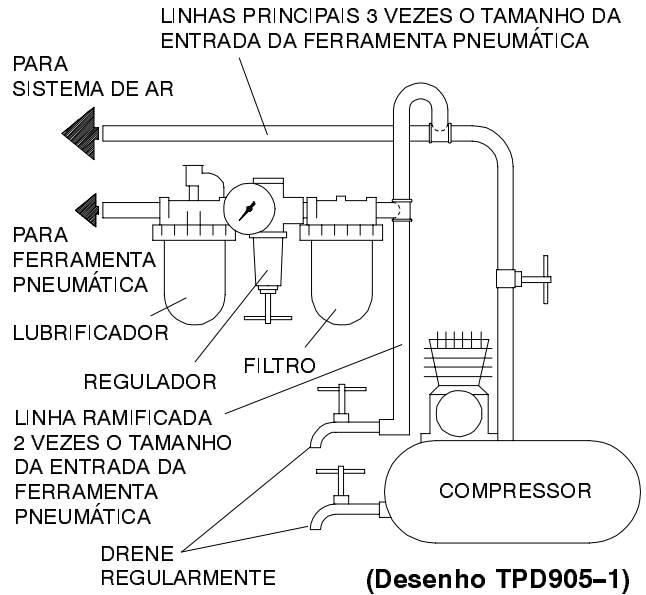 LINHAS PRINCIPAIS 3 VEZES O TAMANHO DA
ENTRADA DA FERRAMENTA PNEUMÁTICA
PARA
SISTEMA DE AR
PARA
FERRAMENTA
PNEUMÁTICA
LUBRIFICADOR
REGULADOR
FILTRO
LINHA RAMIFICADA
2 VEZES O TAMANHO
DA ENTRADA DA
FERRAMENTA
PNEUMÁTICA
COMPRESSOR
DRENE
REGULARMENTE
(Desenho TPD905–1)